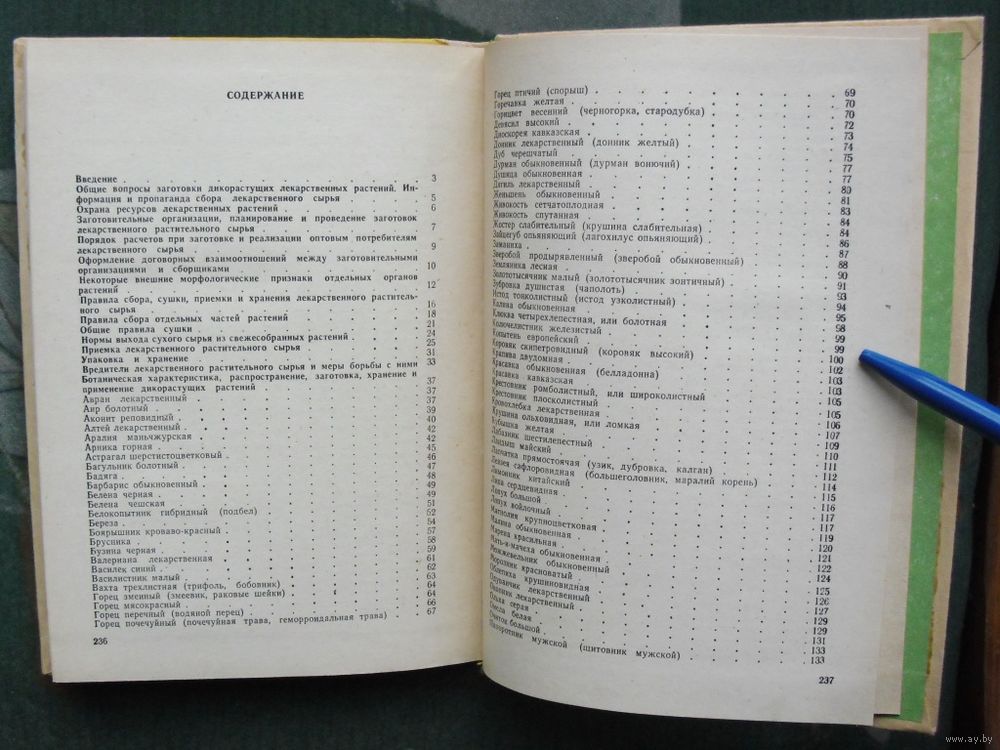 СОДЕРЖАНИЕ
Введение . . . 3
Общие вопросы заготовки дикорастущих лекарственных растений. Ин-
формация и пропаганда сбора лекарственного сырья . . . 5
Охрана ресурсов лекарственных растений . . . 6
Заготовительные организации, планирование и проведение заготовок
лекарственного растительного сырья . . . 7
Порядок расчетов при заготовке и реализации оптовым потребителям
лекарственного сырья . . . 9
Оформление договорных взаимоотношений между заготовительными
организациями и сборщиками . . . 10
Некоторые внешние морфологические признаки отдельных органов
растений . . . 12
Правила сбора, сушки, приемки и хранения лекарственного раститель-
ного сырья . . . 16
Правила сбора отдельных частей растений . . . 18
Общие правила сушки . . . 21
Нормы выхода сухого сырья из свежесобранных растений . . . 24
Приемка лекарственного растительного сырья . . . 25
Упаковка и хранение . . . 31
Вредители лекарственного растительного сырья и меры борьбы с ними . . . 33
Ботаническая характеристика, распространение, заготовка, хранение и
применение дикорастущих растений . . . 37
Авран лекарственный . . . 37
Аир болотный . . . 39
Аконит реповидный . . . 40
Алтей лекарственный . . . 42
Аралия маньчжурская . . . 42
Арника горная . . . 45
Астрагал шерстистоцветковый . . . 46
Багульник болотный . . . 47
Бадяга . . . 48
Барбарис обыкновенный . . . 49
Белена черная . . . 49
Белена чешская . . . 51
Белокопытник гибридный (подбел) . . . 52
Береза . . . 54
Боярышник кроваво-красный . . . 57
Брусника . . . 58
Бузина черная . . . 59
Валериана лекарственная . . . 61
Василек синий . . . 62
Василистник малый . . . 63
Вахта трехлистная (трифоль, бобовник) . . . 64
Горец змеиный (змеевик, раковые шейки) . . . 64
Горец мясокрасный . . . 66
Горец перечный (водяной перец) . . . 67
Горец почечуйный (почечуйная трава, геморроидальная трава)
236
Горец птичий (спорыш) . . . 69
Горечавка желтая . . . 70
Горицвет весенний (черногорка, стародубка) . . . 70
Девясил высокий . . . 72
Диоскорея кавказская . . . 73
Донник лекарственный (донник желтый) . . . 74
Дуб черешчатый . . . 75
Дурман обыкновенный (дурман вонючий) . . . 77
Душица обыкновенная . . . 77
Дягиль лекарственный . . . 80
Женьшень обыкновенный . . . 81
Живокость сетчатоплодная . . . 83
Живокость спутанная . . . 84
Жостер слабительный (крушина слабительная) . . . 84
Зайцегуб опьяняющий (лагохилус опьяняющий) . . . 86
Заманиха . . . 87
Зверобой продырявленный (зверобой обыкновенный) . . . 88
Земляника лесная . . . 90
Золототысячник малый (золототысячник зонтичный) . . . 91
Зубровка душистая (чаполоть) . . . 93
Истод тонколистный (истод узколистный) . . . 94
Калина обыкновенная . . . 95
Клюква четырехлепестная, или болотная . . . 98
Колючелистник железистый . . . 99
Копытень европейский . . . 99
Коровяк скипетровидный (коровяк высокий) . . . 100
Крапива двудомная . . . 102
Красавка обыкновенная (белладонна) . . . 103
Красавка кавказская . . . 103
Крестовник ромболистный, или широколистный . . . 105
Крестовник плосколистный . . . 105
Кровохлебка лекарственная . . . 106
Крушина ольховидная, или ломкая . . . 107
Кубышка желтая . . . 109
Лабазник шестилепестный . . . 110
Ландыш майский . . . 111
Лапчатка прямостоячая (узик, дубровка, калган) . . . 112
Левзея сафлоровидная (большеголовник, маралий корень) . . . 114
Лимонник китайский . . . 115
Липа сердцевидная . . . 116
Лопух большой . . . 117
Лопух войлочный . . . 117
Магнолия крупноцветковая . . . 119
Малина обыкновенная . . . 120
Марена красильная . . . 121
Мать-и-мачеха обыкновенная . . . 122
Можжевельник обыкновенный . . . 124
Морозник красноватый . . . 125
Облепиха крушиновидная . . . 126
Одуванчик лекарственный . . . 127
Окопник лекарственный . . . 129
Ольха серая . . . 129
Омела белая . . . 131
Очиток большой . . . 133
Папоротник мужской (щитовник мужской) . . . 133
237
www.ay.by